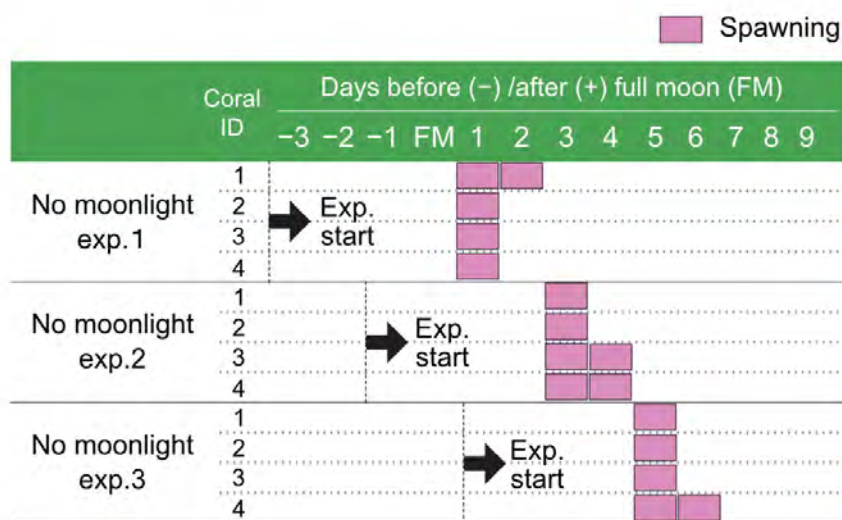 Spawning
Coral ID
Days before (−) /after (+) full moon (FM)
−3 −2 −1 FM 1 2 3 4 5 6 7 8 9
No moonlight exp.1
1
2
3
4
Exp. start
No moonlight exp.2
1
2
3
4
Exp. start
No moonlight exp.3
1
2
3
4
Exp. start